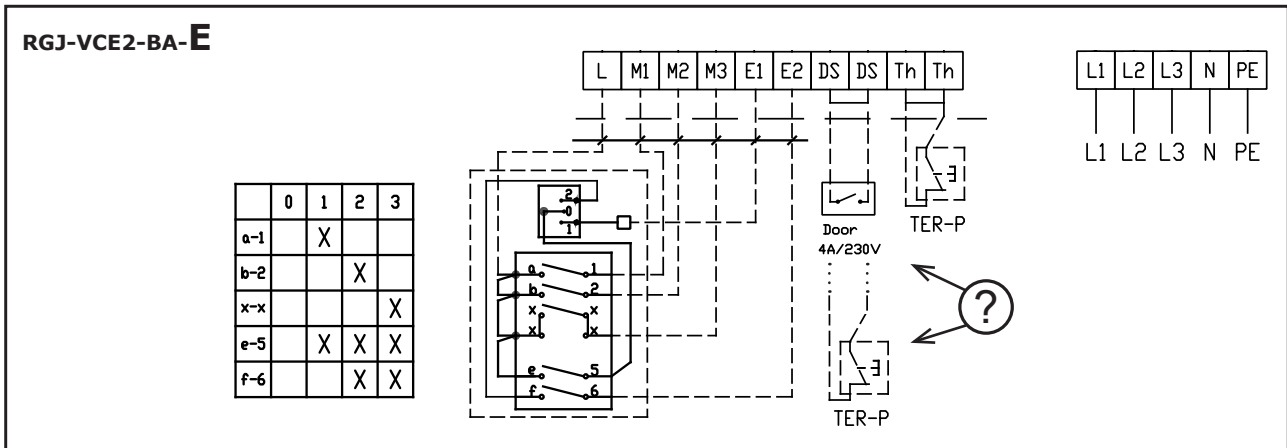 RGJ-VCE2-BA-E
L M1 M2 M3 E1 E2 DS DS Th Th
L1 L2 L3 N PE
L1 L2 L3 N PE
0 1 2 3
a-1 X
b-2 X
x-x X
e-5 X X X
f-6 X X
2
0
1
a 1
b 2
x x
x x
e 5
f 6
Door
4A/230V
TER-P
?
TER-P